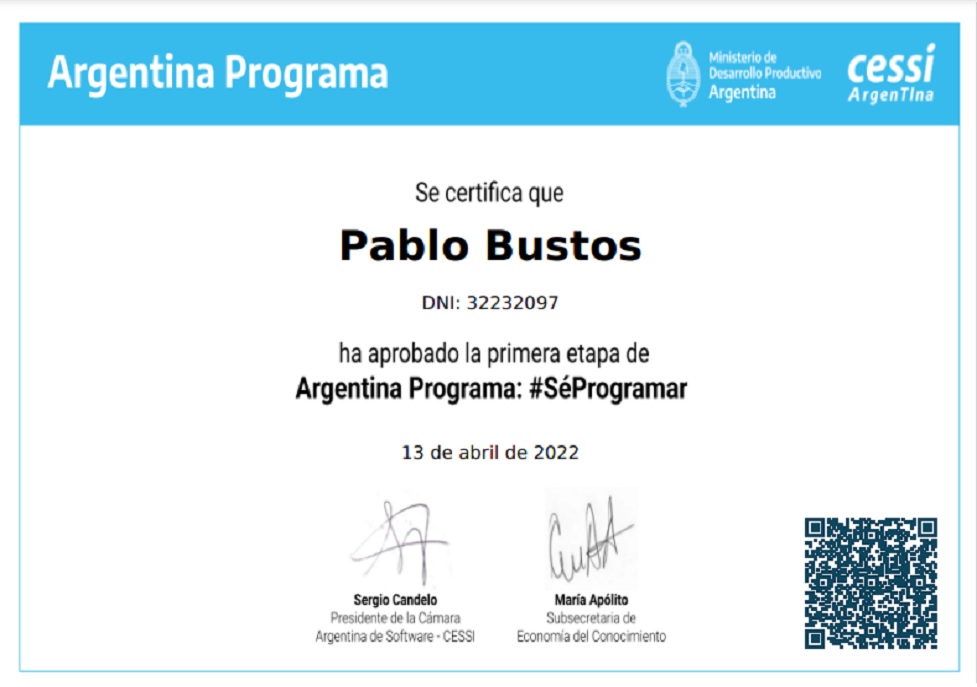 Argentina Programa
Ministerio de
Desarrollo Productivo
Argentina
cessi
ArgenTIna
Se certifica que
Pablo Bustos
DNI: 32232097
ha aprobado la primera etapa de
Argentina Programa: #SéProgramar
13 de abril de 2022
Sergio Candelo
Presidente de la Cámara
Argentina de Software - CESSI
María Apólito
Subsecretaria de
Economía del Conocimiento